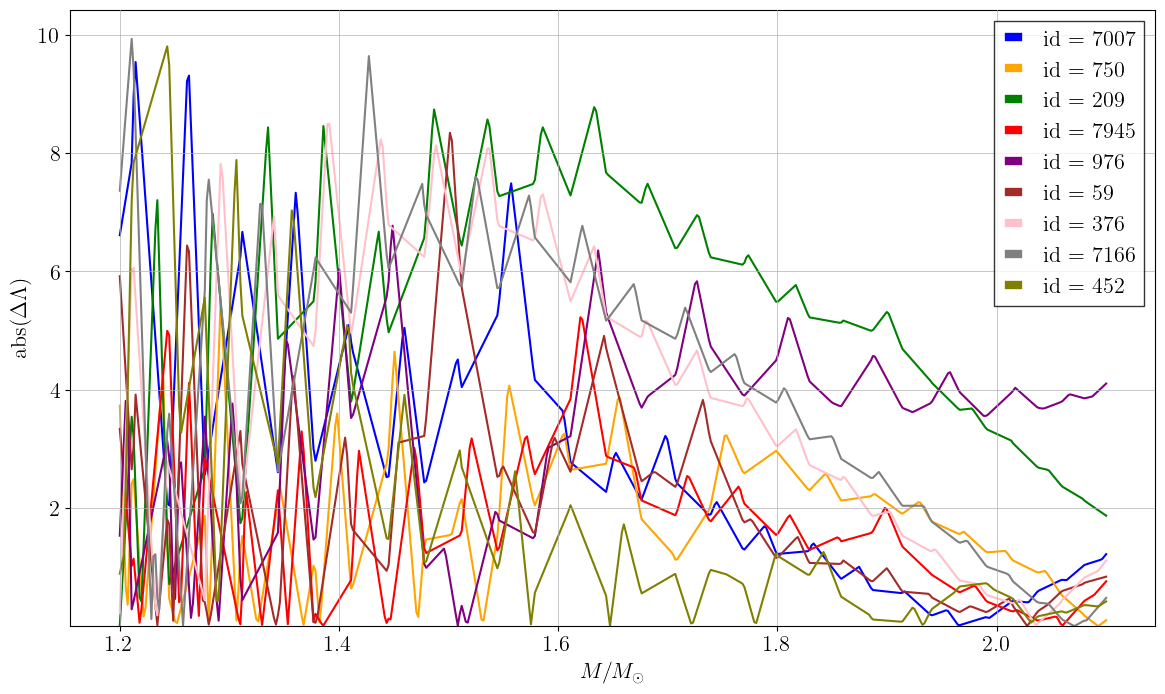 10
8
6
4
2
abs(ΔΛ)
1.2
1.4
1.6
1.8
2.0
M/M⊙
id = 7007
id = 750
id = 209
id = 7945
id = 976
id = 59
id = 376
id = 7166
id = 452